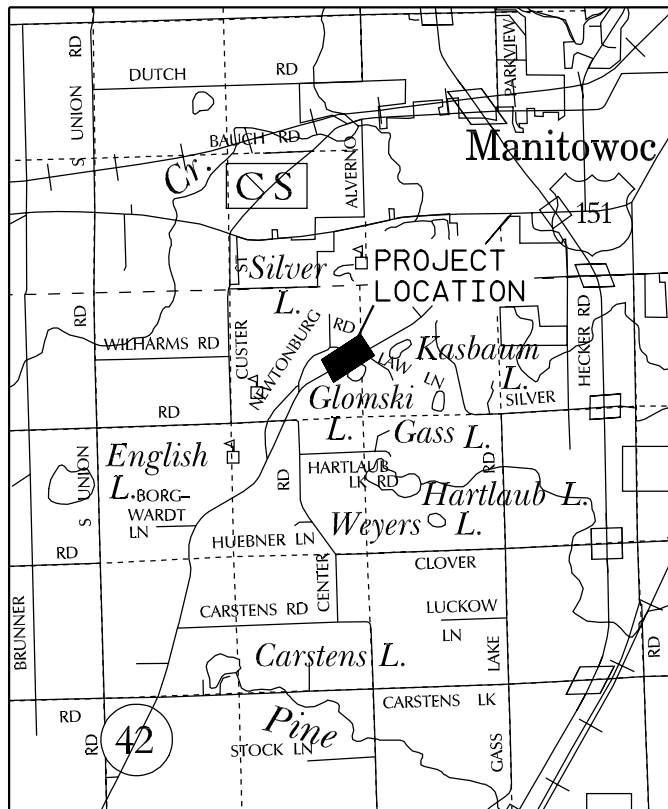 RD
DUTCH RD
S UNION
PARKVIEW
BAUCH RD
Manitowoc
Cr.
CS
ALVERNO
151
Silver
L.
PROJECT
LOCATION
RD
WILHARMS RD
CUSTER
NEWTONBURG
RD
HECKER RD
Kasbaum
L.
LAW LN
SILVER
Glomski
L.
RD
Gass L.
English
L.
S UNION
BORG-
WARDT
LN
RD
HARTLAUB
LK RD
RD
Hartlaub L.
Weyers L.
HUEBNER LN
RD
CLOVER
CENTER
BRUNNER
CARSTENS RD
LUCKOW
LN
LAKE
RD
Carstens L.
CARSTENS LK
RD
Pine
RD
42
STOCK LN
GASS